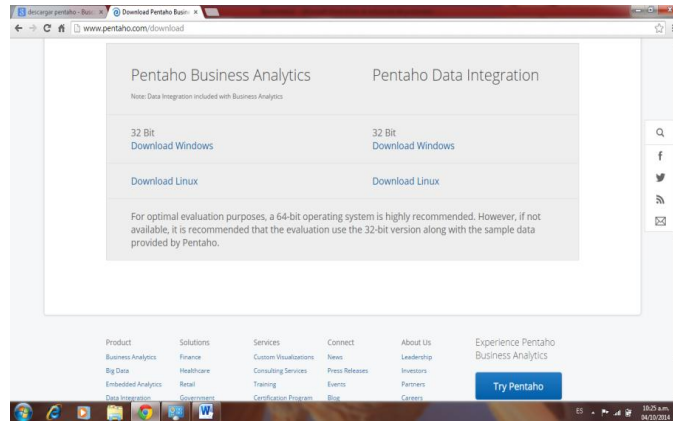 descargar pentaho - Busc
Download Pentaho Busine
www.pentaho.com/download
Pentaho Business Analytics
Pentaho Data Integration
Note: Data Integration included with Business Analytics
32 Bit
Download Windows
32 Bit
Download Windows
Download Linux
Download Linux
For optimal evaluation purposes, a 64-bit operating system is highly recommended. However, if not
available, it is recommended that the evaluation use the 32-bit version along with the sample data
provided by Pentaho.
Product
Business Analytics
Big Data
Embedded Analytics
Data Integration
Solutions
Finance
Healthcare
Retail
Government
Services
Custom Visualizations
Consulting Services
Training
Certification Program
Connect
News
Press Releases
Events
Blog
About Us
Leadership
Investors
Partners
Careers
Experience Pentaho
Business Analytics
Try Pentaho
ES
10:25 a.m.
04/10/2014